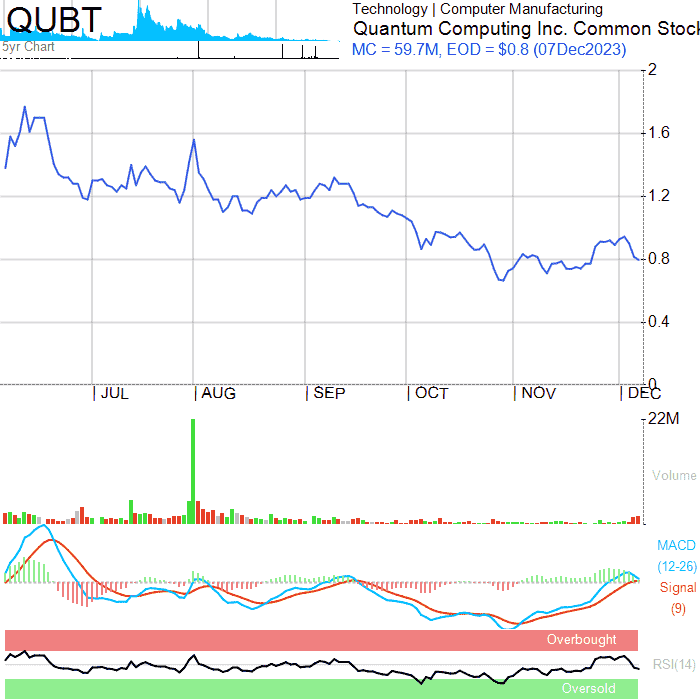 QUBT
5yr Chart
Technology | Computer Manufacturing
Quantum Computing Inc. Common Stock
MC = 59.7M, EOD = $0.8 (07Dec2023)
2
1.6
1.2
0.8
0.4
0
JUL
AUG
SEP
OCT
NOV
DEC
22M
Volume
MACD
(12-26)
Signal
(9)
Overbought
RSI(14)
Oversold